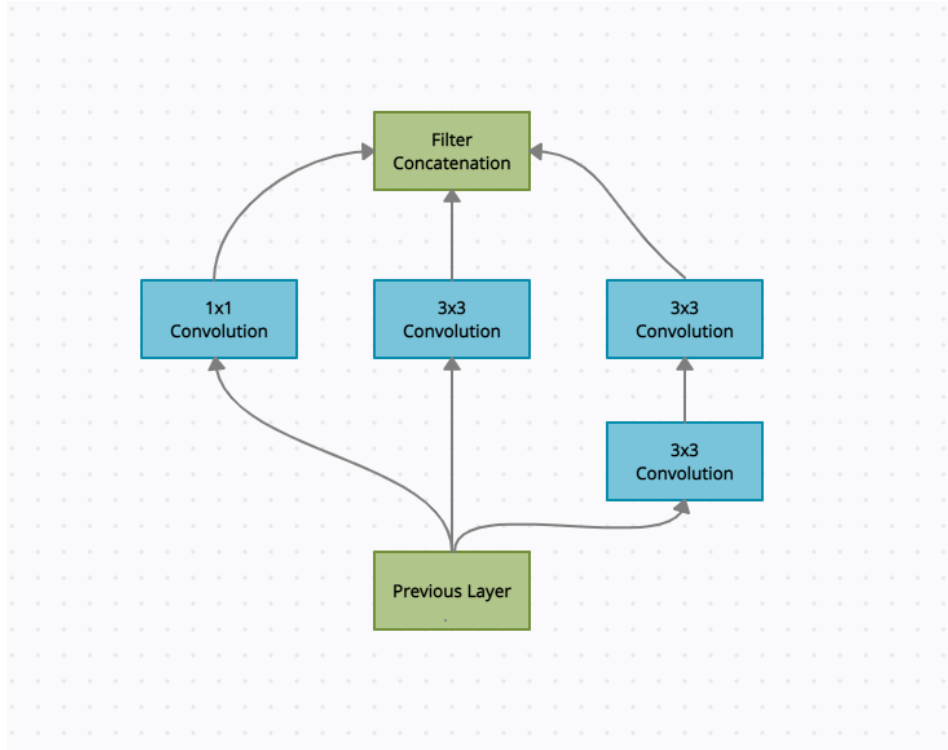 Filter
Concatenation
1x1
Convolution
3x3
Convolution
3x3
Convolution
3x3
Convolution
Previous Layer